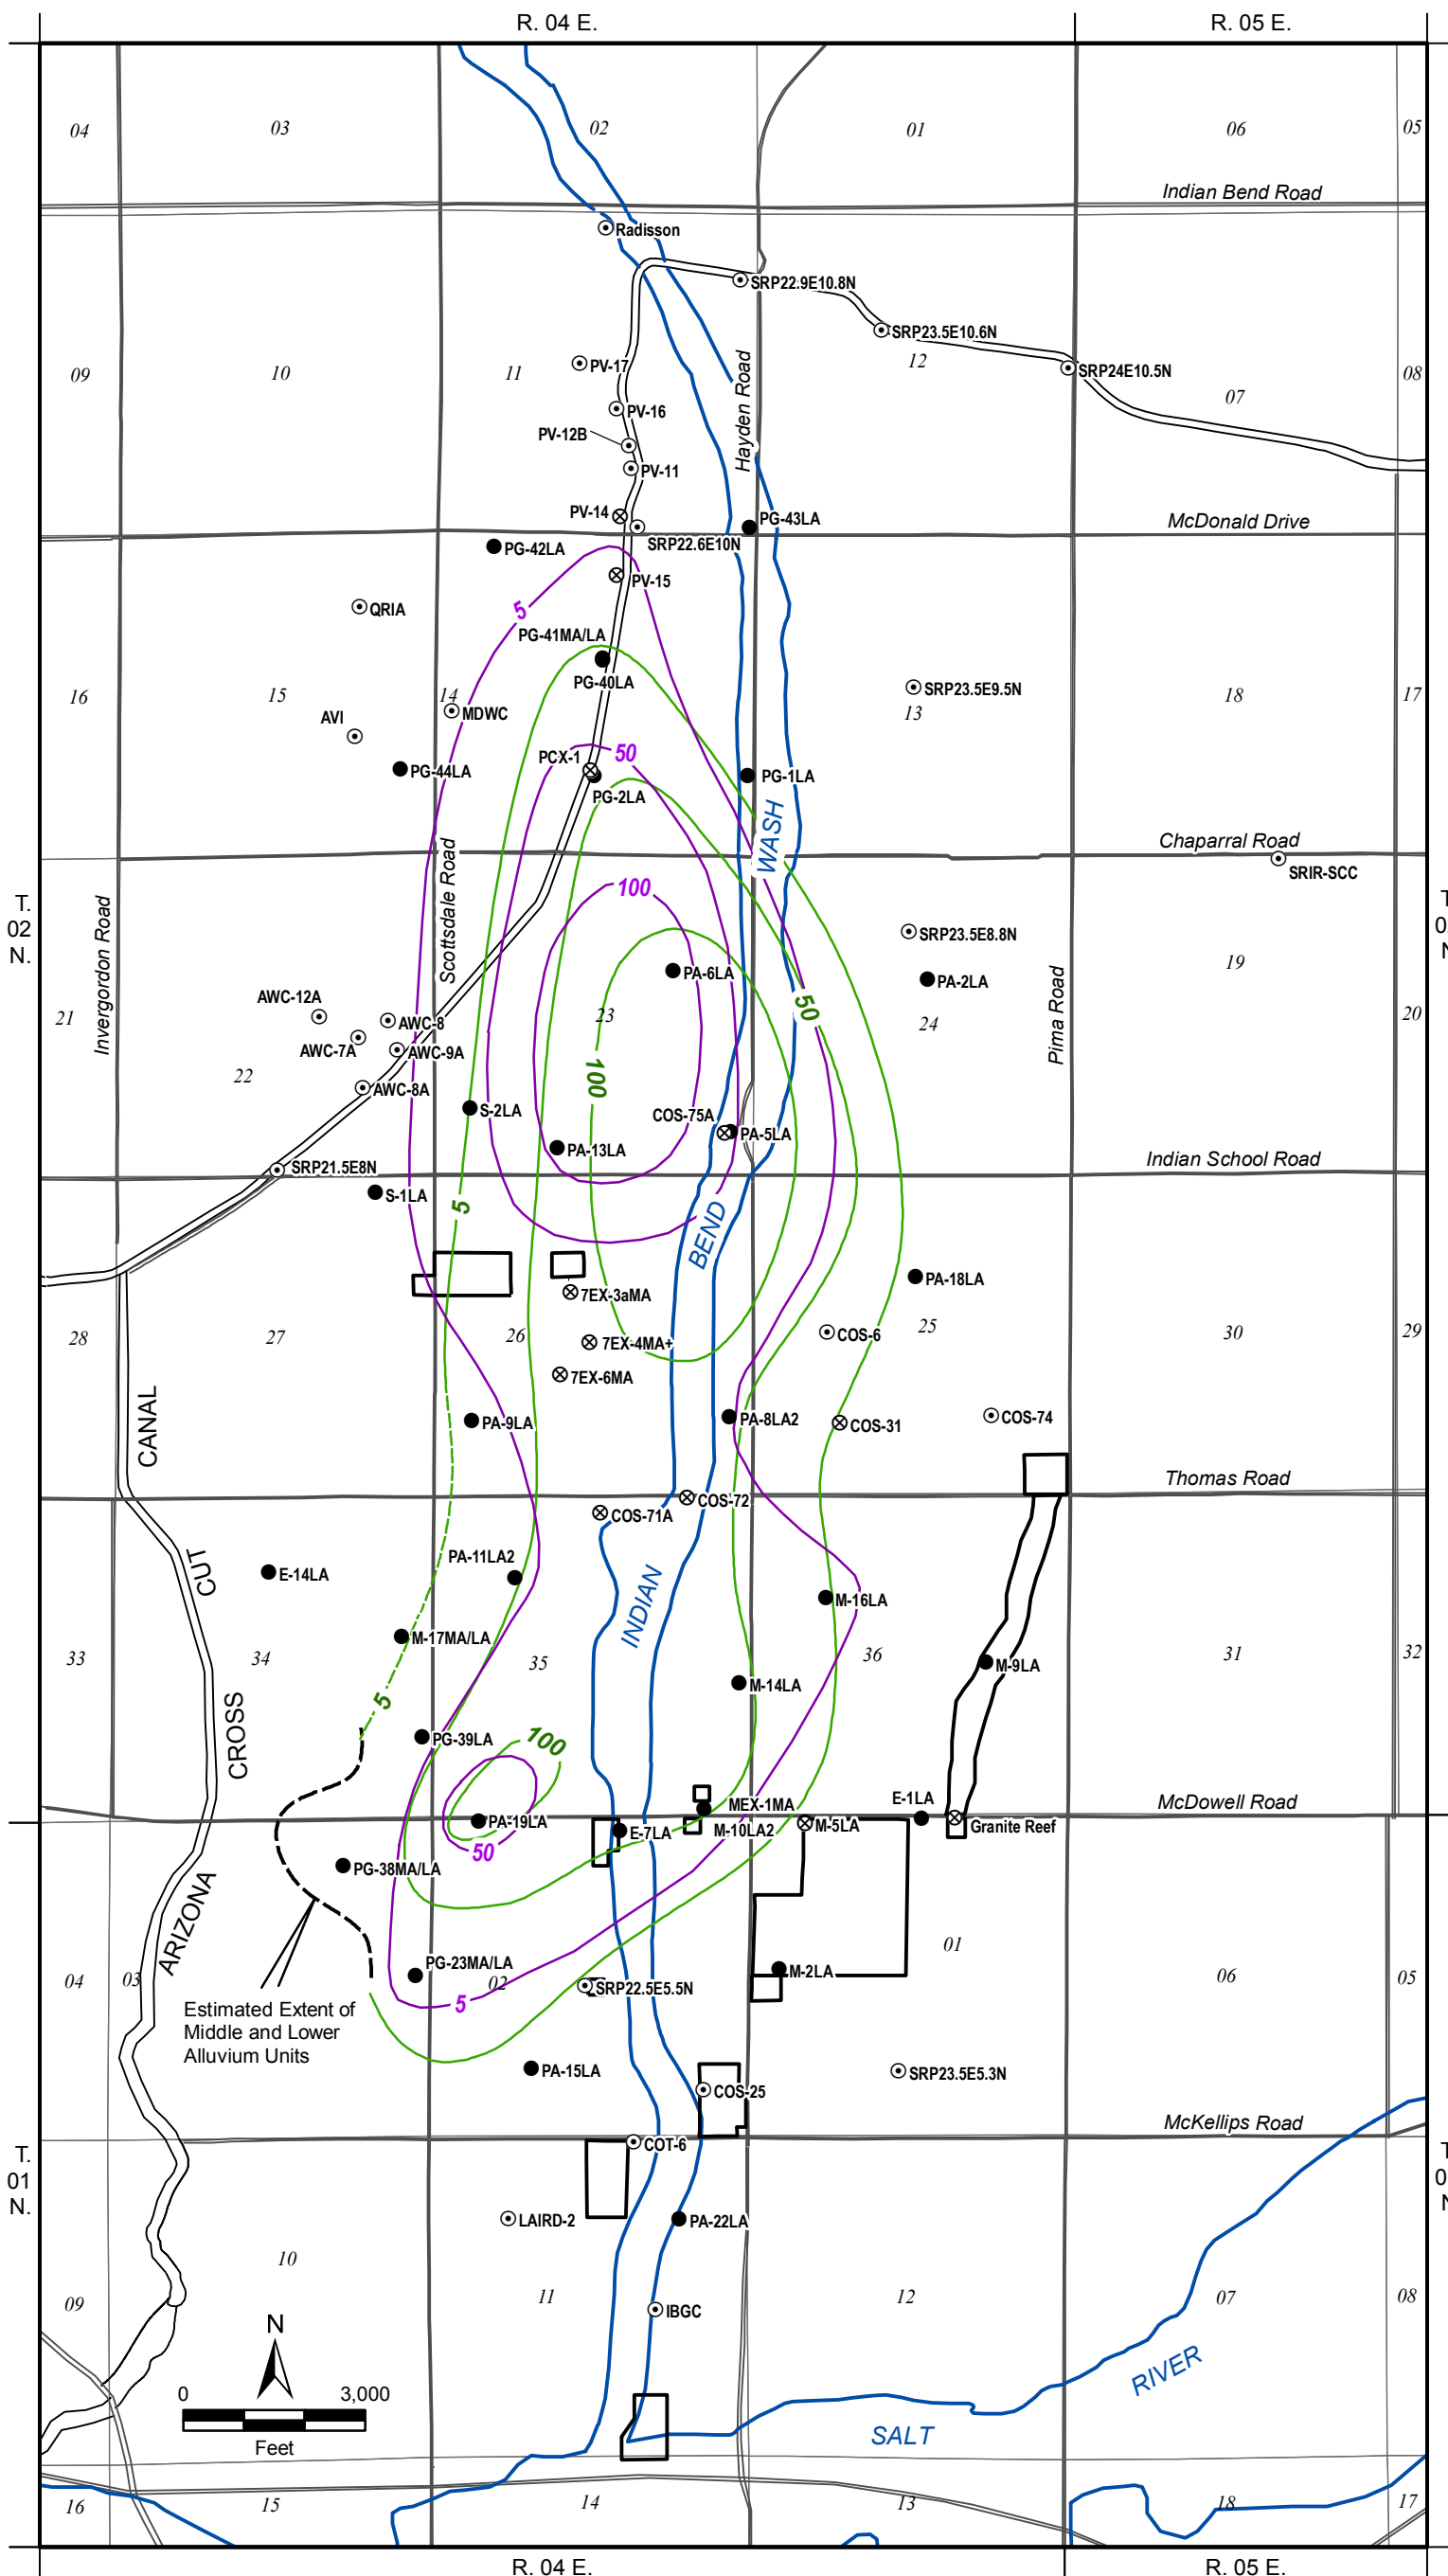 R. 04 E.
R. 05 E.
04
03
02
01
06
05
Indian Bend Road
Radisson
SRP22.9E10.8N
SRP23.5E10.6N
SRP24E10.5N
Hayden Road
09
10
11
12
07
08
PV-17
PV-16
PV-12B
PV-11
PV-14
SRP22.6E10N
PG-43LA
McDonald Drive
PG-42LA
PV-15
QRIA
5
PG-41MA/LA
PG-40LA
16
15
14
MDWC
SRP23.5E9.5N
13
18
17
AVI
PG-44LA
PCX-1
50
PG-2LA
PG-1LA
WASH
Chaparral Road
SRIR-SCC
Scottsdale Road
100
T.
02
N.
Invergordon Road
SRP23.5E8.8N
PA-6LA
PA-2LA
19
Pima Road
21
AWC-12A
AWC-8
AWC-7A
AWC-9A
22
AWC-8A
23
50
24
20
100
S-2LA
COS-75A
PA-5LA
PA-13LA
SRP21.5E8N
Indian School Road
S-1LA
5
BEND
7EX-3aMA
PA-18LA
28
27
26
7EX-4MA+
COS-6
25
30
29
7EX-6MA
CANAL
PA-9LA
PA-8LA2
COS-31
COS-74
Thomas Road
COS-72
COS-71A
CUT
E-14LA
PA-11LA2
INDIAN
M-16LA
M-17MA/LA
33
34
35
36
31
32
M-9LA
M-14LA
5
CROSS
PG-39LA
100
MEX-1MA
E-1LA
McDowell Road
PA-19LA
E-7LA
M-10LA2
M-5LA
Granite Reef
50
PG-38MA/LA
ARIZONA
PG-23MA/LA
04
03
02
SRP22.5E5.5N
M-2LA
01
06
05
5
Estimated Extent of
Middle and Lower
Alluvium Units
PA-15LA
SRP23.5E5.3N
COS-25
McKellips Road
COT-6
T.
01
N.
LAIRD-2
PA-22LA
10
09
11
IBGC
12
07
08
N
0
3,000
Feet
RIVER
SALT
16
15
14
13
18
17
R. 04 E.
R. 05 E.